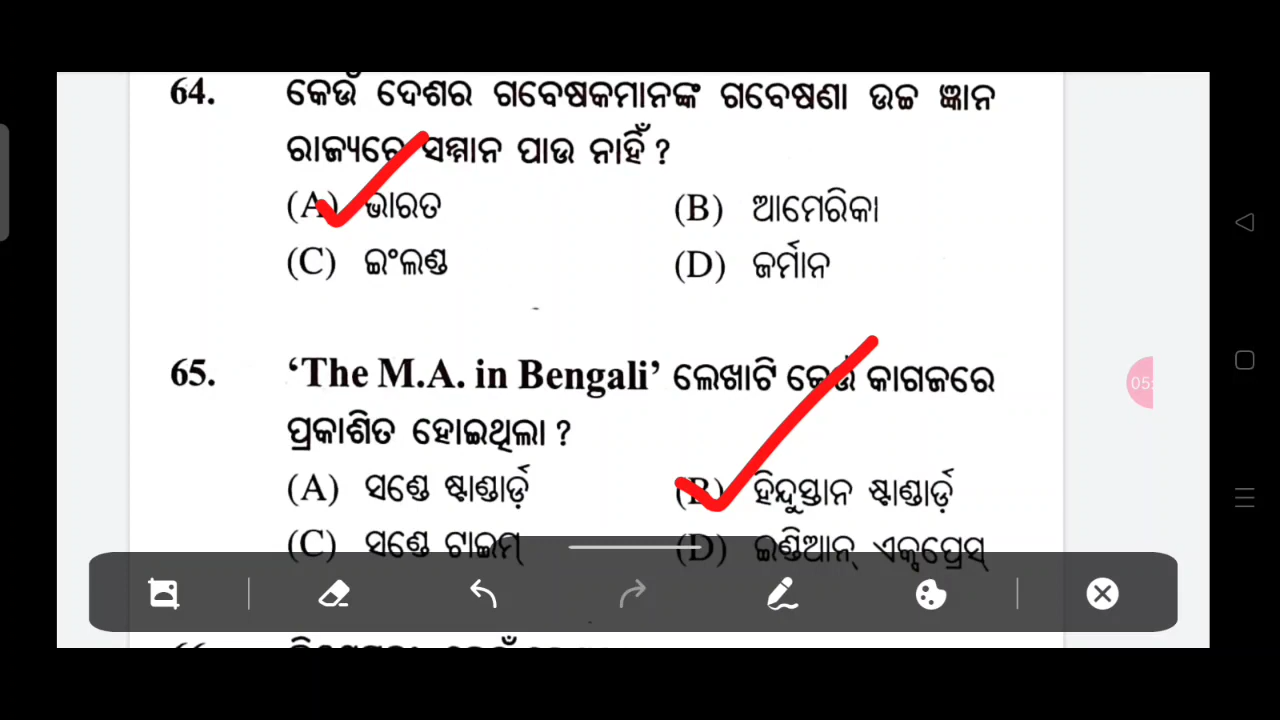 64. କେଉଁ ଦେଶର ଗବେଷକମାନଙ୍କ ଗବେଷଣା ଉଚ୍ଚ ଜ୍ଞାନ
ରାଜ୍ୟରେ ସମ୍ମାନ ପାଉ ନାହିଁ ?
(A) ଭାରତ (B) ଆମେରିକା
(C) ଇଂଲଣ୍ଡ (D) ଜର୍ମାନ
65. ‘The M.A. in Bengali’ ଲେଖାଟି କେଉଁ କାଗଜରେ
ପ୍ରକାଶିତ ହୋଇଥିଲା ?
(A) ସଣ୍ଡେ ଷ୍ଟାଣ୍ଡାର୍ଡ଼ (B) ହିନ୍ଦୁସ୍ତାନ ଷ୍ଟାଣ୍ଡାର୍ଡ଼
(C) ସଣ୍ଡେ ଟାଇମ୍ (D) ଇଣ୍ଡିଆନ୍ ଏକ୍ସପ୍ରେସ୍